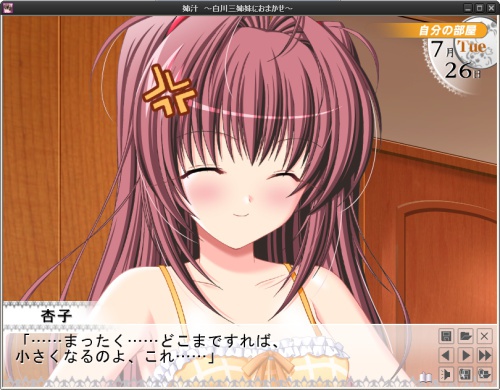 姉汁 ～白川三姉妹におまかせ～
自分の部屋
7月 Tue
26日
杏子
「……まったく……どこまですれば、
小さくなるのよ、これ……」